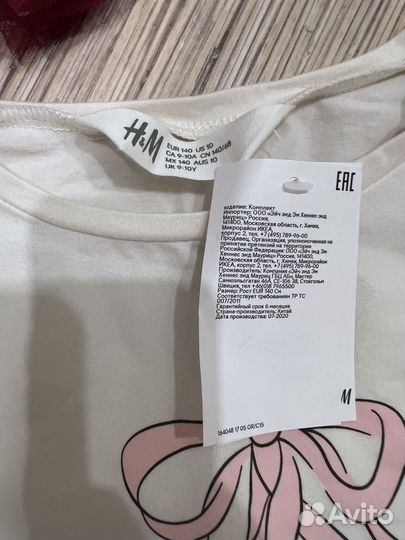 H&M
EUR 140 US 10
CA 9-10A CN 140/68
MX 140 AUS 10
UK 9-10Y
EAC
изделие: Комплект
Импортер: ООО «Эйч энд Эм Хеннес энд
Мауриц» Россия,
141400, Московская область, г. Химки,
Микрорайон ИКЕА,
корпус 2, тел. +7 (495) 789-96-00
Продавец, Организация, уполномоченная на
принятие претензий на территории
Российской Федерации: ООО «Эйч энд Эм
Хеннес энд Мауриц» Россия, 141400,
Московская область, г. Химки, Микрорайон
ИКЕА, корпус 2, тел. +7 (495) 789-96-00
Производитель: Компания «Эйч энд Эм
Хеннес энд Мауриц ГБЦ АБ», Мастер
Самюэльсгатан 46А, СЕ-106 38, Стокгольм
Швеция, тел +46(0)8 7965500
Размер: Рост EUR 140 Cm
Соответствует требованиям ТР ТС
007/2011
Гарантийный срок 6 месяцев
Страна-производитель: Китай
Дата производства: 07-2020
M
164048 17 05 OR/C15
Avito